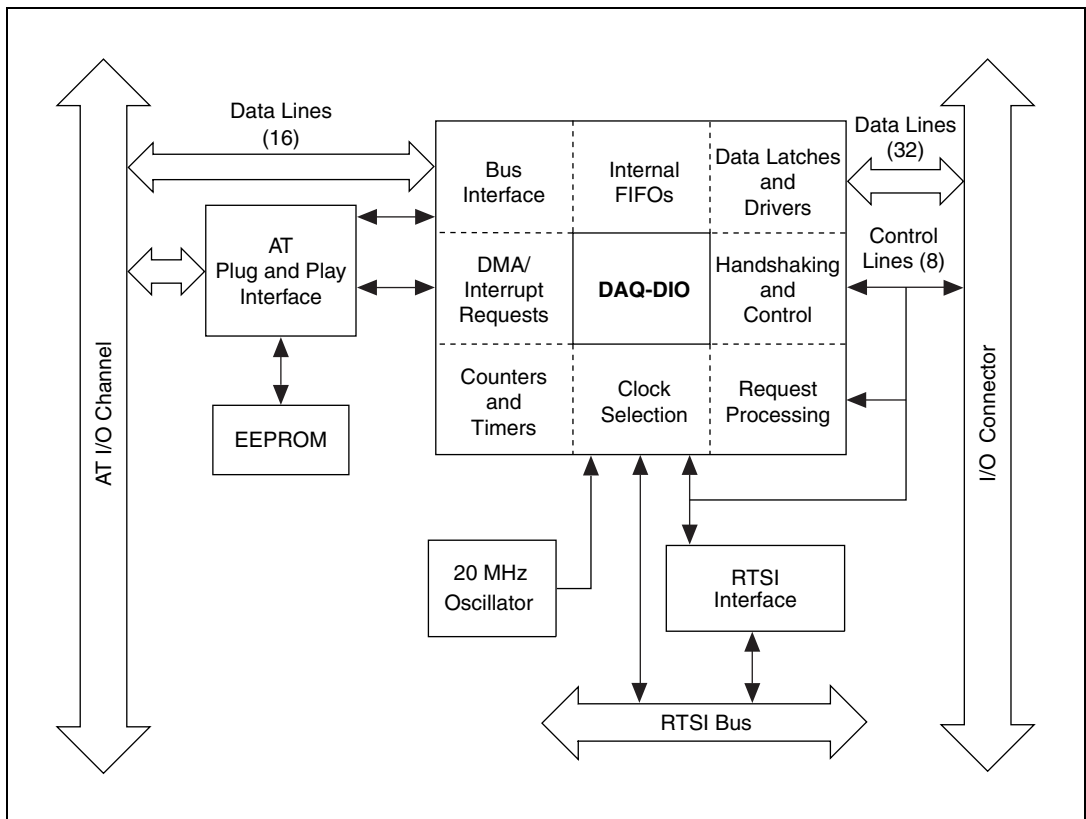 Data Lines
(16)
Data Lines
(32)
Bus
Interface
Internal
FIFOs
Data Latches
and
Drivers
Control
Lines (8)
AT
Plug and Play
Interface
DMA/
Interrupt
Requests
DAQ-DIO
Handshaking
and
Control
Counters
and
Timers
Clock
Selection
Request
Processing
EEPROM
AT I/O Channel
I/O Connector
20 MHz
Oscillator
RTSI
Interface
RTSI Bus